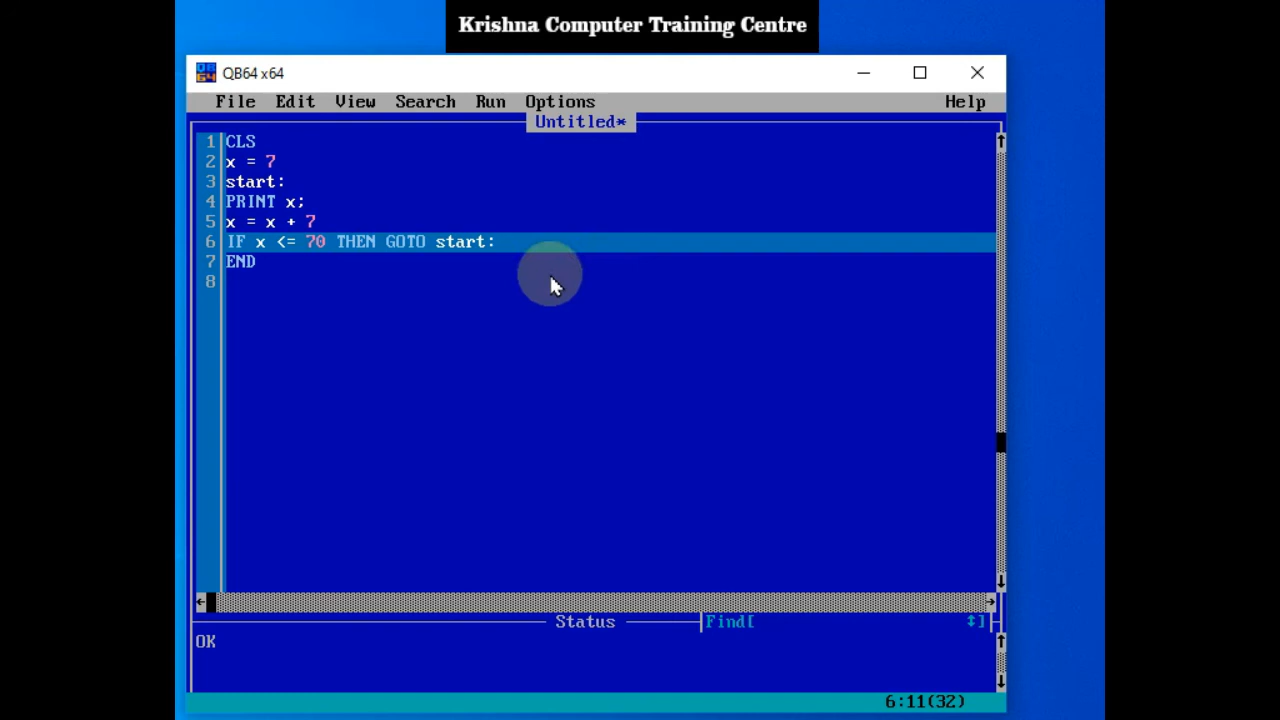 Krishna Computer Training Centre
QB64 x64
File Edit View Search Run Options Help
Untitled*
1 CLS
2 x = 7
3 start:
4 PRINT x;
5 x = x + 7
6 IF x <= 70 THEN GOTO start:
7 END
8
Status Find[ ]
OK
6:11(32)